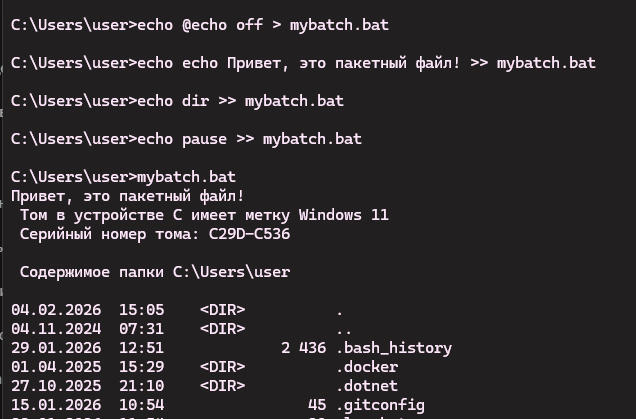 C:\Users\user>echo @echo off > mybatch.bat
C:\Users\user>echo echo Привет, это пакетный файл! >> mybatch.bat
C:\Users\user>echo dir >> mybatch.bat
C:\Users\user>echo pause >> mybatch.bat
C:\Users\user>mybatch.bat
Привет, это пакетный файл!
Том в устройстве C имеет метку Windows 11
Серийный номер тома: C29D-C536
Содержимое папки C:\Users\user
04.02.2026 15:05 <DIR> .
04.11.2024 07:31 <DIR> ..
29.01.2026 12:51 2 436 .bash_history
01.04.2025 15:29 <DIR> .docker
27.10.2025 21:10 <DIR> .dotnet
15.01.2026 10:54 45 .gitconfig